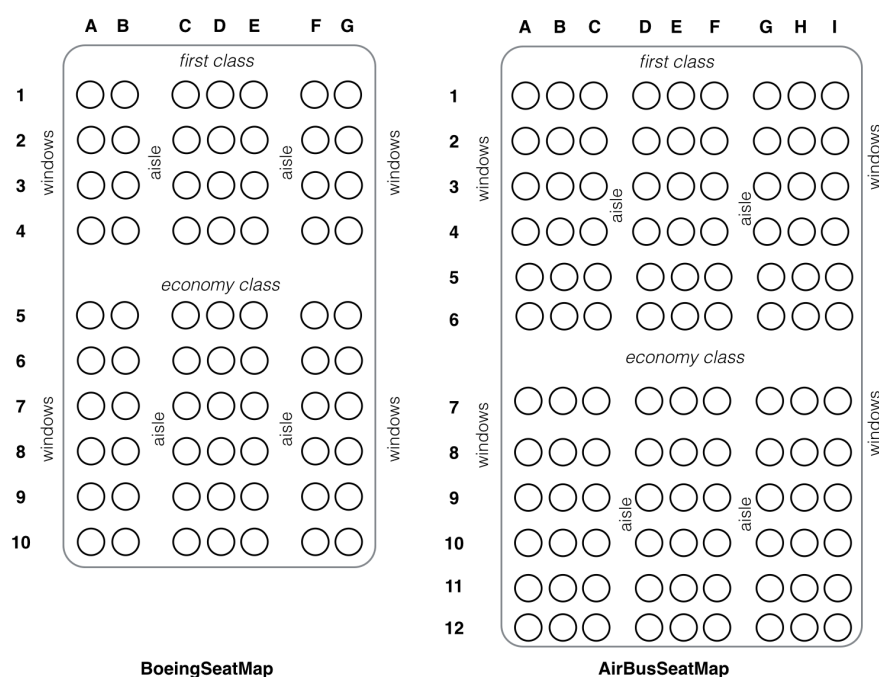 A B C D E F G
first class
1
2
3
4
windows
aisle
aisle
windows
economy class
5
6
7
8
9
10
windows
aisle
aisle
windows
BoeingSeatMap
A B C D E F G H I
first class
1
2
3
4
5
6
windows
aisle
aisle
windows
economy class
7
8
9
10
11
12
windows
aisle
aisle
windows
AirBusSeatMap